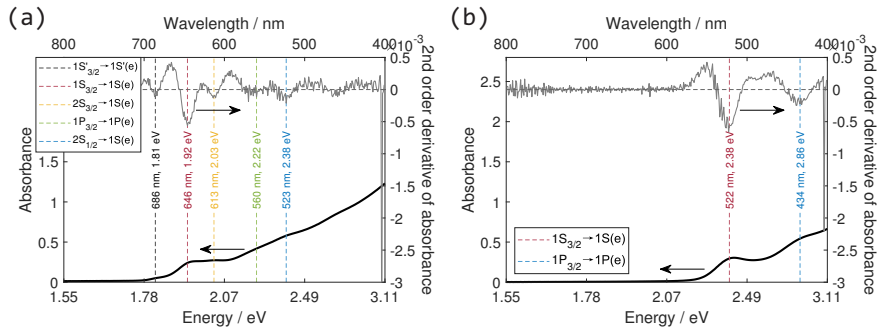 (a)
Wavelength / nm
800 700 600 500 400
1S'3/2→1S'(e)
1S3/2→1S(e)
2S3/2→1S(e)
1P3/2→1P(e)
2S1/2→1S(e)
Absorbance
2
1.5
1
0.5
0
686 nm, 1.81 eV
646 nm, 1.92 eV
613 nm, 2.03 eV
560 nm, 2.22 eV
523 nm, 2.38 eV
×10-3
0.5
0
-0.5
-1
-1.5
-2
-2.5
-3
2nd order derivative of absorbance
1.55 1.78 2.07 2.49 3.11
Energy / eV
(b)
Wavelength / nm
800 700 600 500 400
Absorbance
2.5
2
1.5
1
0.5
0
522 nm, 2.38 eV
434 nm, 2.86 eV
1S3/2→1S(e)
1P3/2→1P(e)
×10-3
0.5
0
-0.5
-1
-1.5
-2
-2.5
-3
2nd order derivative of absorbance
1.55 1.78 2.07 2.49 3.11
Energy / eV